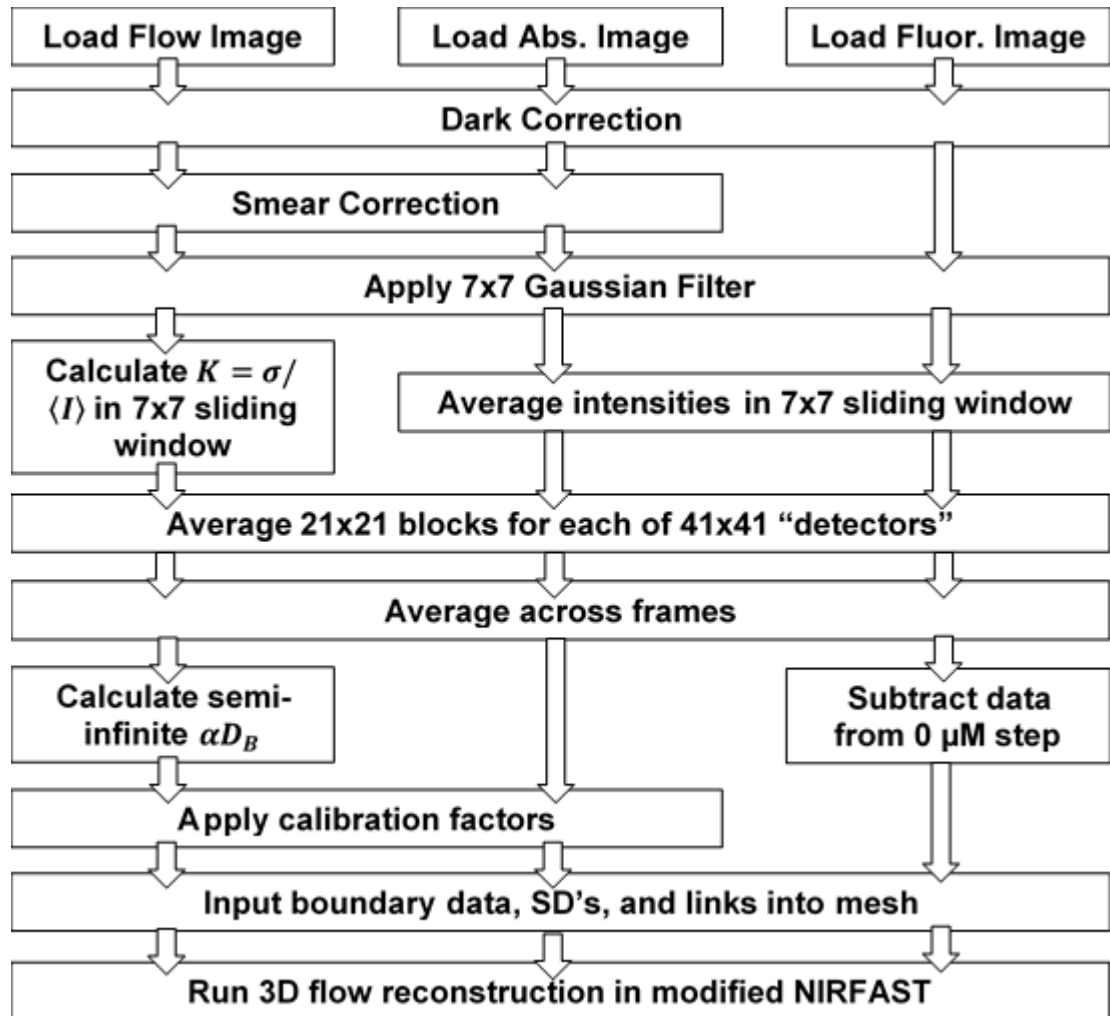 Load Flow Image
Load Abs. Image
Load Fluor. Image
Dark Correction
Smear Correction
Apply 7x7 Gaussian Filter
Calculate K = σ/
⟨I⟩ in 7x7 sliding
window
Average intensities in 7x7 sliding window
Average 21x21 blocks for each of 41x41 “detectors”
Average across frames
Calculate semi-
infinite αD_B
Subtract data
from 0 µM step
Apply calibration factors
Input boundary data, SD’s, and links into mesh
Run 3D flow reconstruction in modified NIRFAST